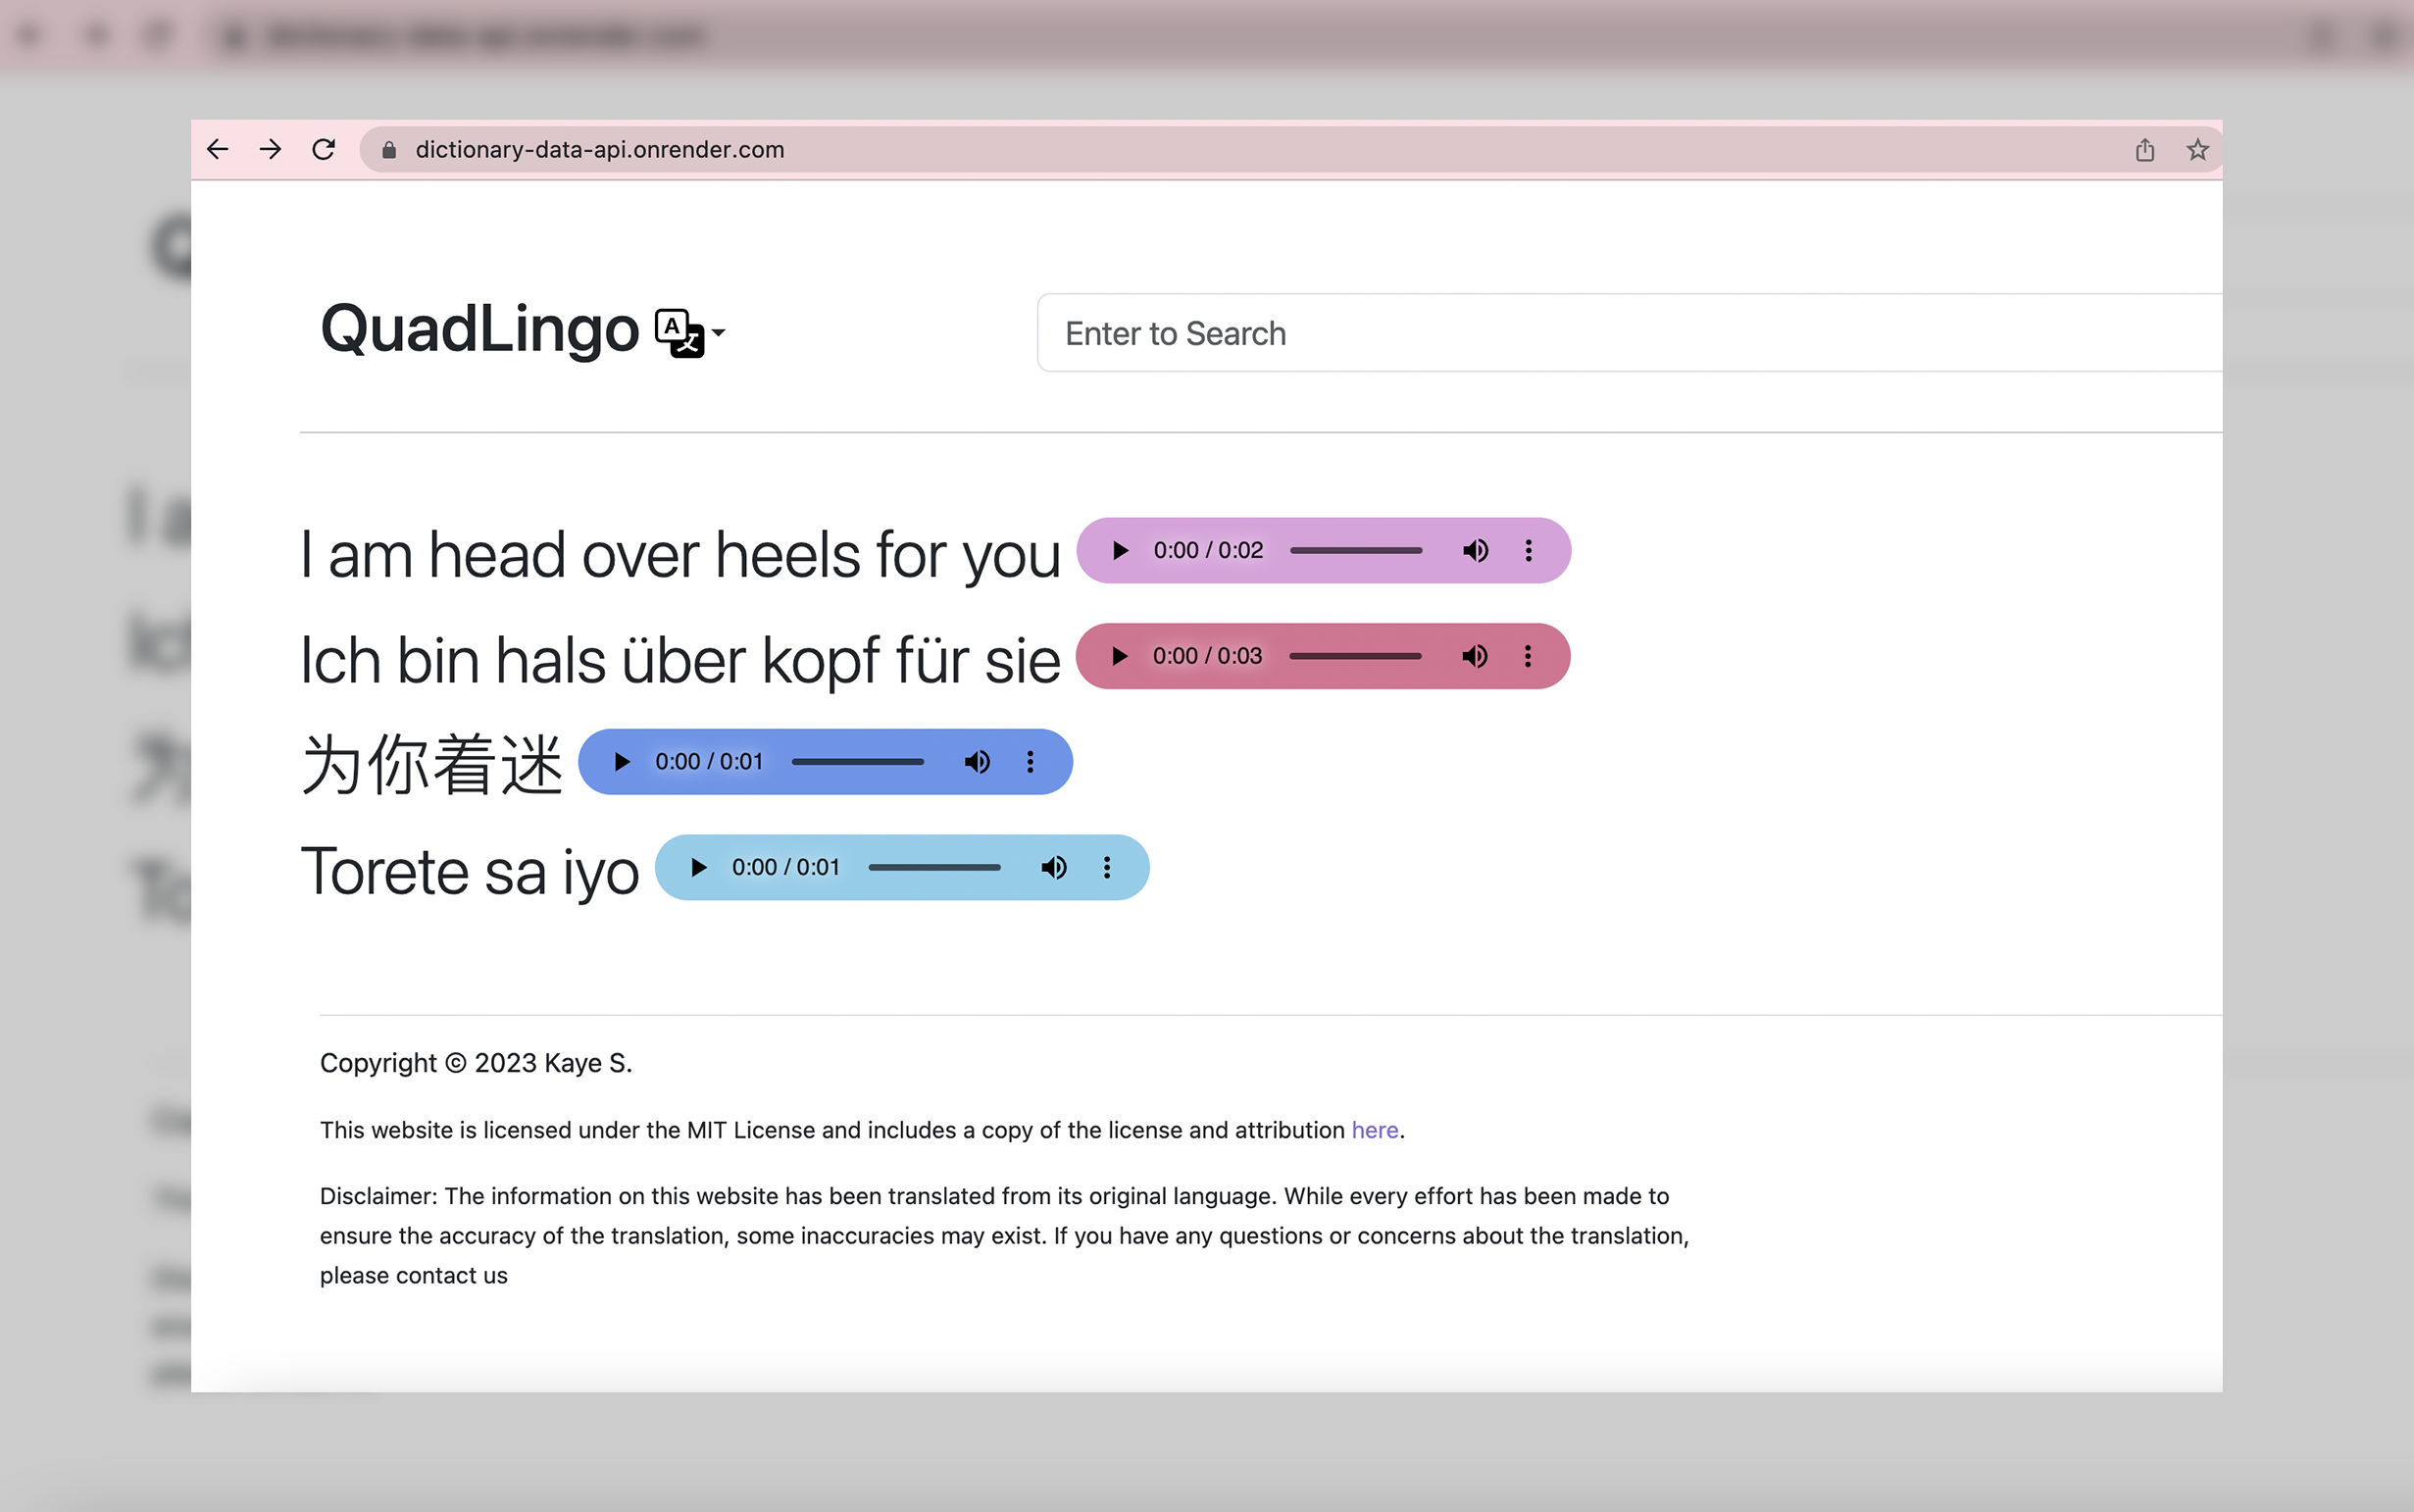 dictionary-data-api.onrender.com
QuadLingo A 文
Enter to Search
I am head over heels for you 0:00 / 0:02
Ich bin hals über kopf für sie 0:00 / 0:03
为你着迷 0:00 / 0:01
Torete sa iyo 0:00 / 0:01
Copyright © 2023 Kaye S.
This website is licensed under the MIT License and includes a copy of the license and attribution here.
Disclaimer: The information on this website has been translated from its original language. While every effort has been made to
ensure the accuracy of the translation, some inaccuracies may exist. If you have any questions or concerns about the translation,
please contact us